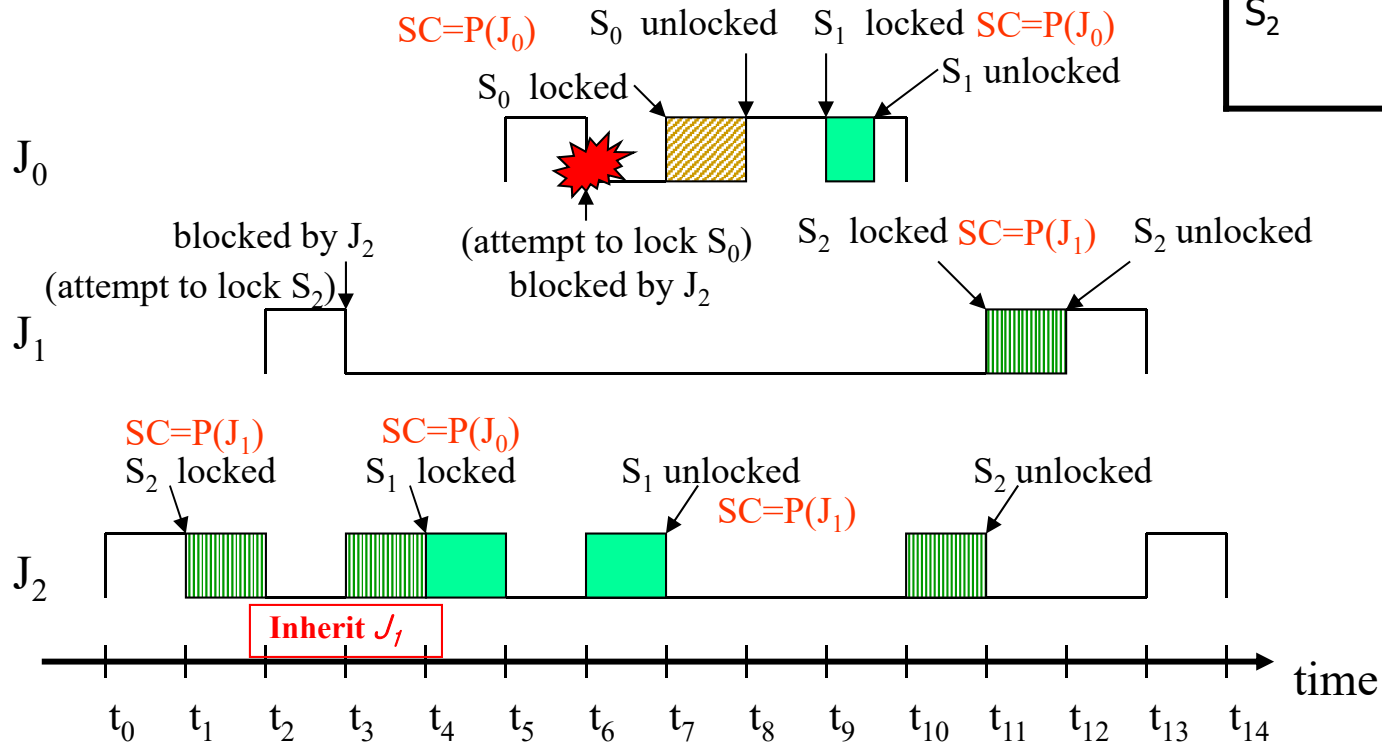 S₂
SC=P(J₀) S₀ unlocked S₁ locked SC=P(J₀)
S₀ locked S₁ unlocked
J₀
blocked by J₂ (attempt to lock S₀) S₂ locked SC=P(J₁) S₂ unlocked
(attempt to lock S₂) blocked by J₂
J₁
SC=P(J₁) SC=P(J₀)
S₂ locked S₁ locked S₁ unlocked S₂ unlocked
SC=P(J₁)
J₂
Inherit J₁
time
t₀ t₁ t₂ t₃ t₄ t₅ t₆ t₇ t₈ t₉ t₁₀ t₁₁ t₁₂ t₁₃ t₁₄